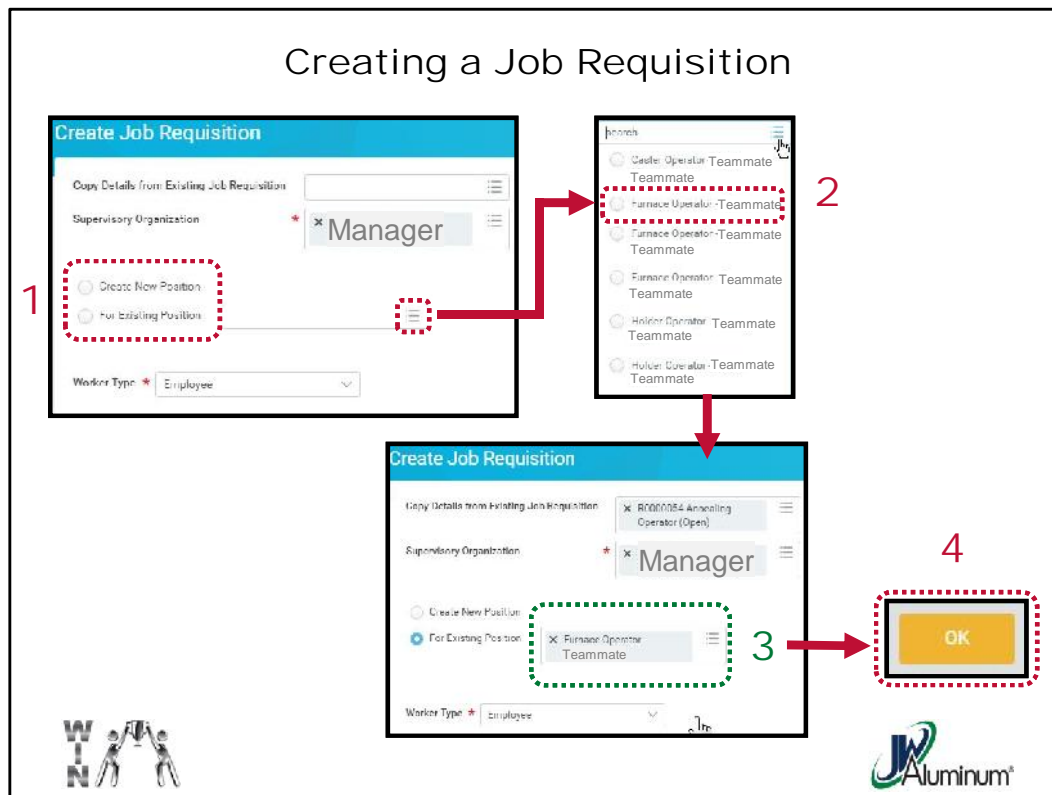 Creating a Job Requisition
Create Job Requisition
Copy Details from Existing Job Requisition
Supervisory Organization * × Manager
1
Create New Position
For Existing Position
Worker Type * Employee
search
Caster Operator-Teammate
Teammate
Furnace Operator-Teammate
2
Furnace Operator-Teammate
Teammate
Furnace Operator Teammate
Teammate
Holder Operator Teammate
Teammate
Holder Operator-Teammate
Teammate
Create Job Requisition
Copy Details from Existing Job Requisition × R0000054 Annealing
Operator (Open)
Supervisory Organization * × Manager
Create New Position
For Existing Position × Furnace Operator
Teammate
3
Worker Type * Employee
4
OK
WIN
JW Aluminum®